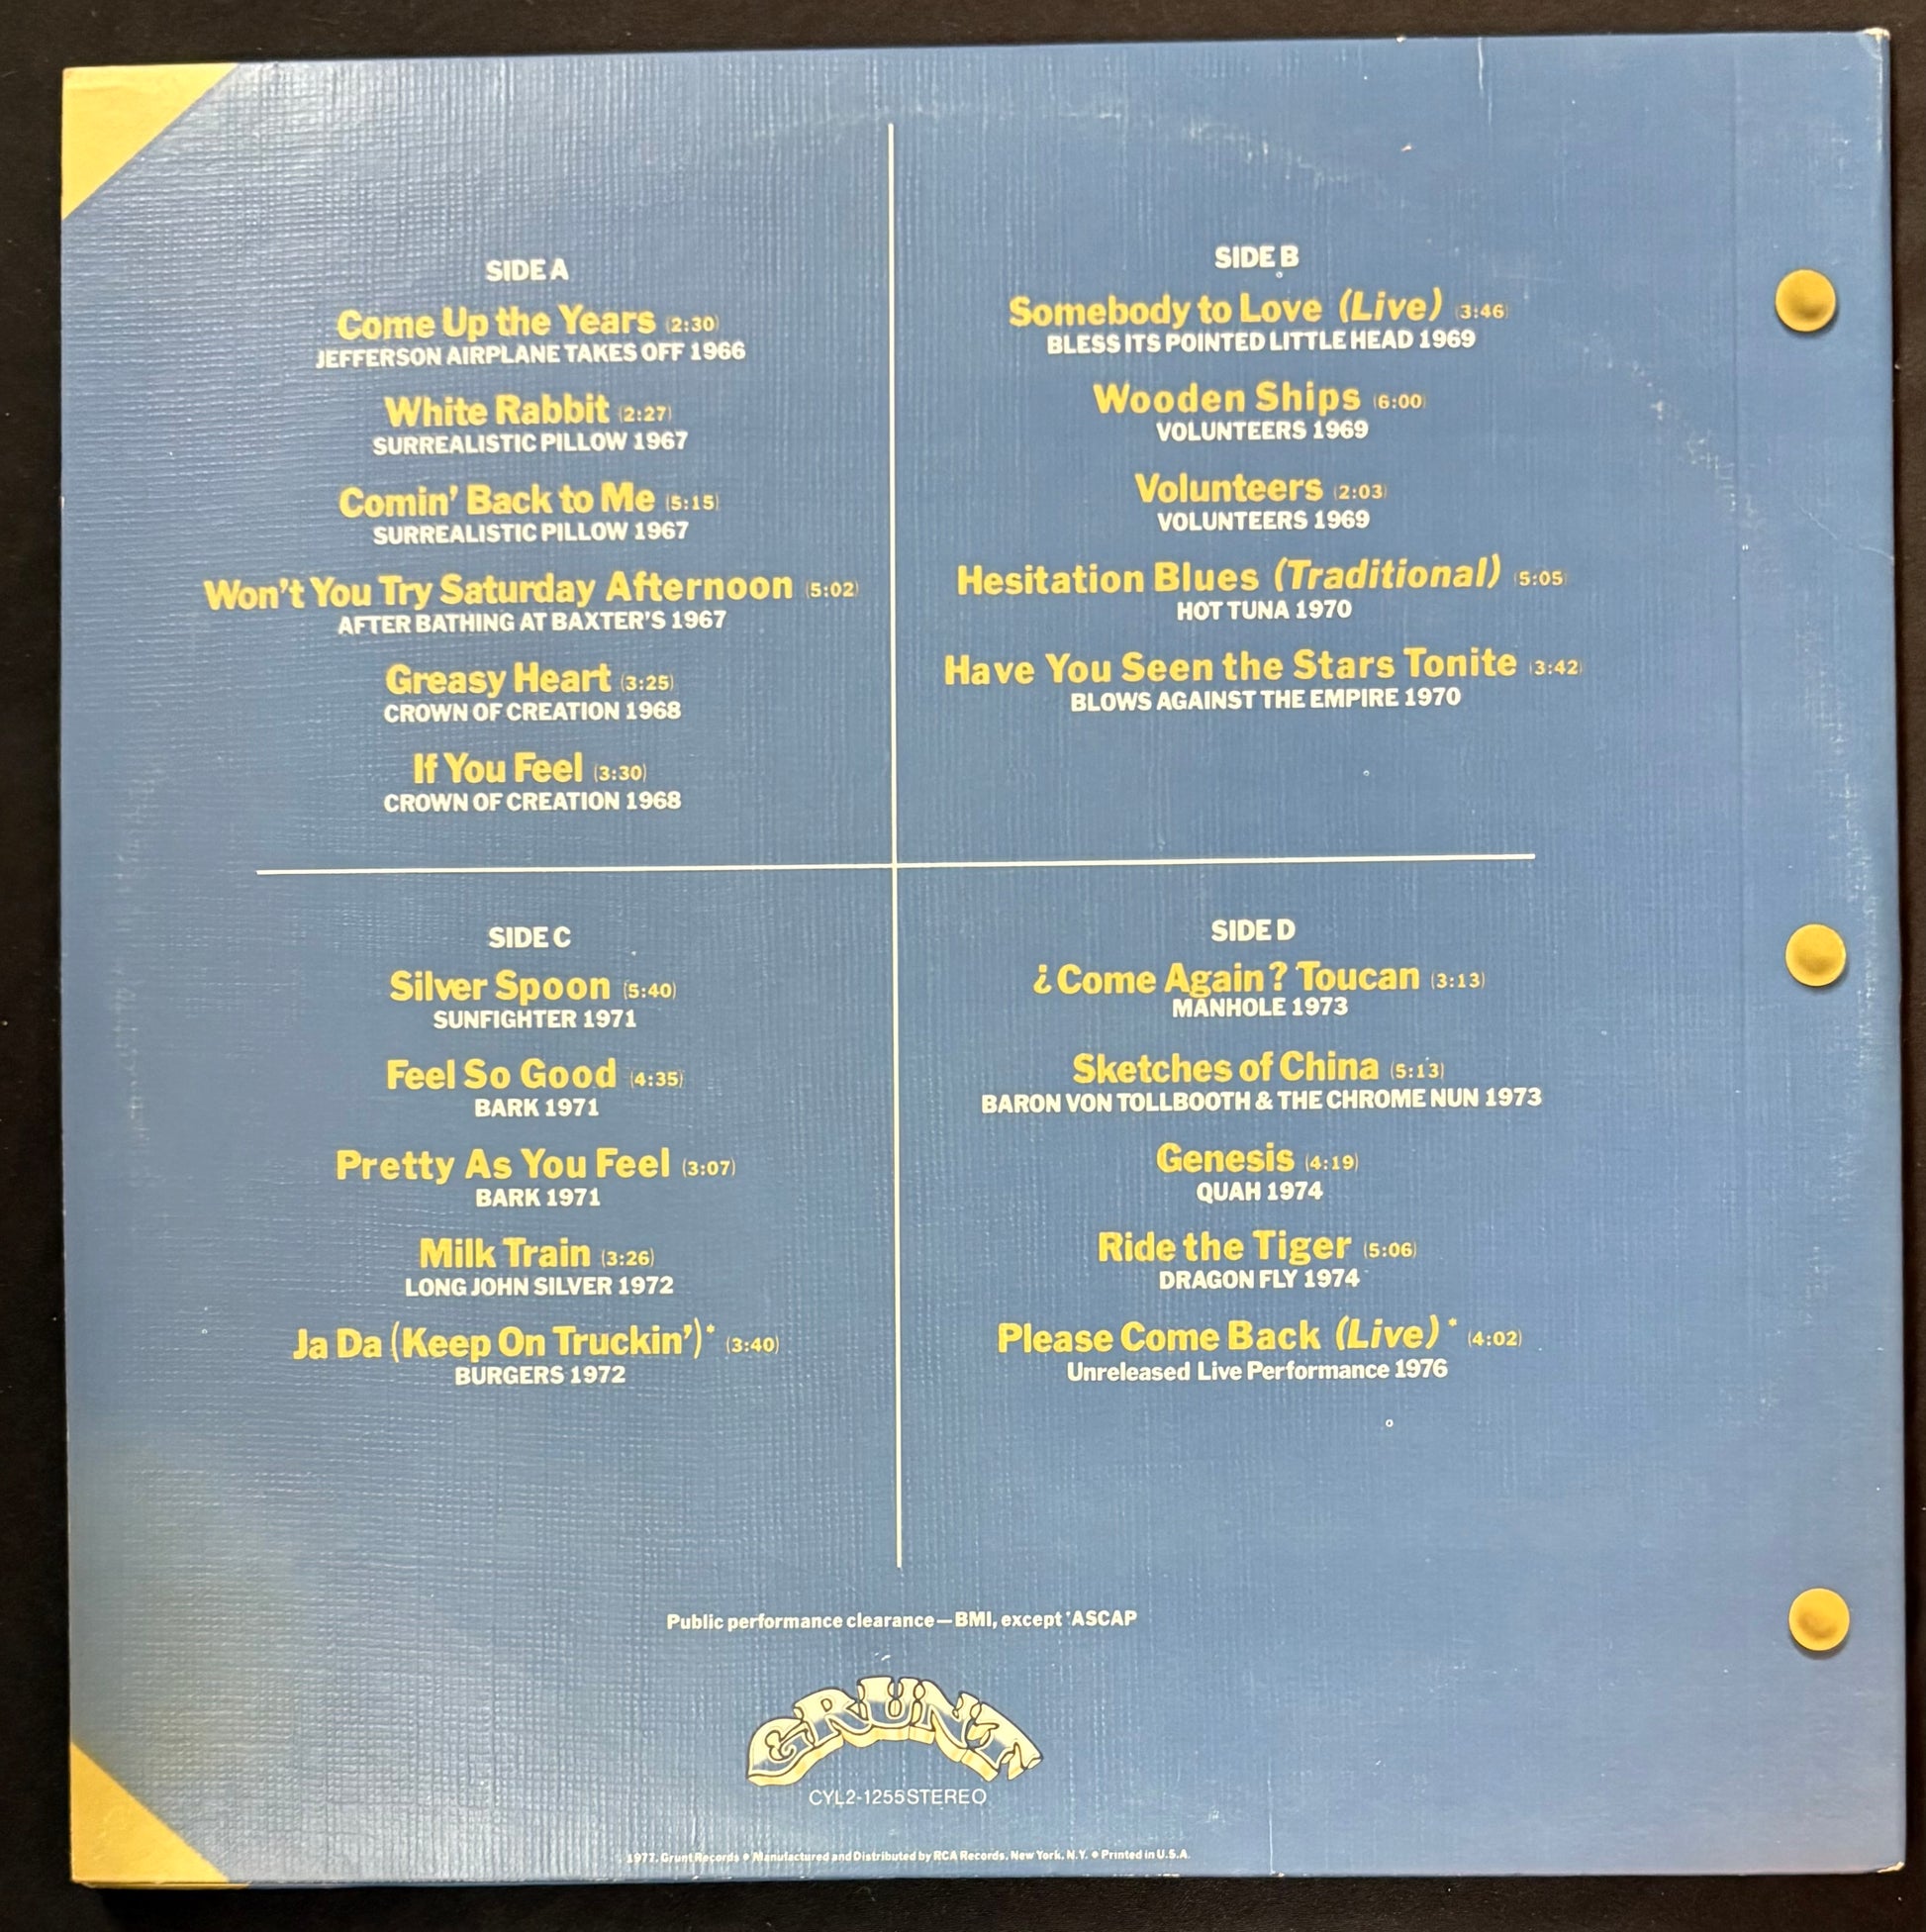 SIDE A
Come Up the Years (2:30)
JEFFERSON AIRPLANE TAKES OFF 1966
White Rabbit (2:27)
SURREALISTIC PILLOW 1967
Comin' Back to Me (5:15)
SURREALISTIC PILLOW 1967
Won't You Try Saturday Afternoon (5:02)
AFTER BATHING AT BAXTER'S 1967
Greasy Heart (3:25)
CROWN OF CREATION 1968
If You Feel (3:30)
CROWN OF CREATION 1968
SIDE B
Somebody to Love (Live) (3:46)
BLESS ITS POINTED LITTLE HEAD 1969
Wooden Ships (6:00)
VOLUNTEERS 1969
Volunteers (2:03)
VOLUNTEERS 1969
Hesitation Blues (Traditional) (5:05)
HOT TUNA 1970
Have You Seen the Stars Tonite (3:42)
BLOWS AGAINST THE EMPIRE 1970
SIDE C
Silver Spoon (5:40)
SUNFIGHTER 1971
Feel So Good (4:35)
BARK 1971
Pretty As You Feel (3:07)
BARK 1971
Milk Train (3:26)
LONG JOHN SILVER 1972
Ja Da (Keep On Truckin')* (3:40)
BURGERS 1972
SIDE D
¿Come Again? Toucan (3:13)
MANHOLE 1973
Sketches of China (5:13)
BARON VON TOLLBOOTH & THE CHROME NUN 1973
Genesis (4:19)
QUAH 1974
Ride the Tiger (5:06)
DRAGON FLY 1974
Please Come Back (Live)* (4:02)
Unreleased Live Performance 1976
Public performance clearance—BMI, except *ASCAP
GRUNT
CYL2-1255 STEREO
1977, Grunt Records • Manufactured and Distributed by RCA Records, New York, N.Y. • Printed in U.S.A.